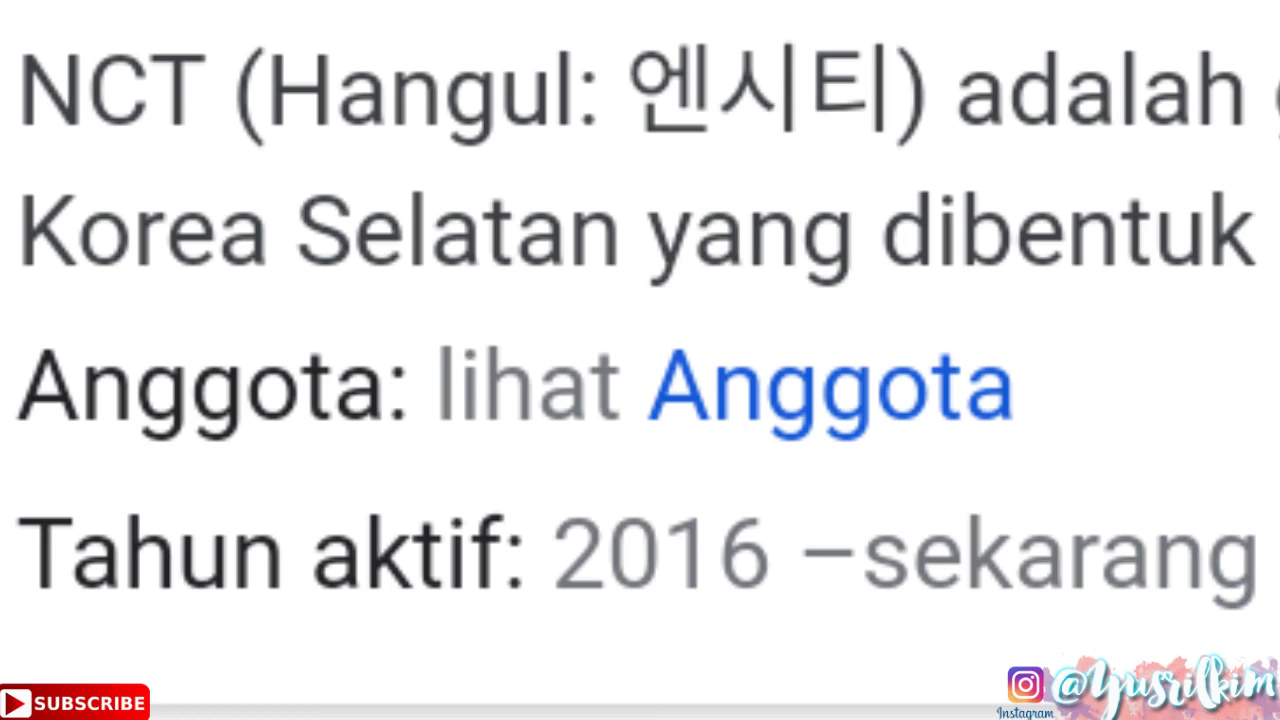 NCT (Hangul: 엔시티) adalah
Korea Selatan yang dibentuk
Anggota: lihat Anggota
Tahun aktif: 2016 –sekarang
SUBSCRIBE
@Yusrilkim
Instagram